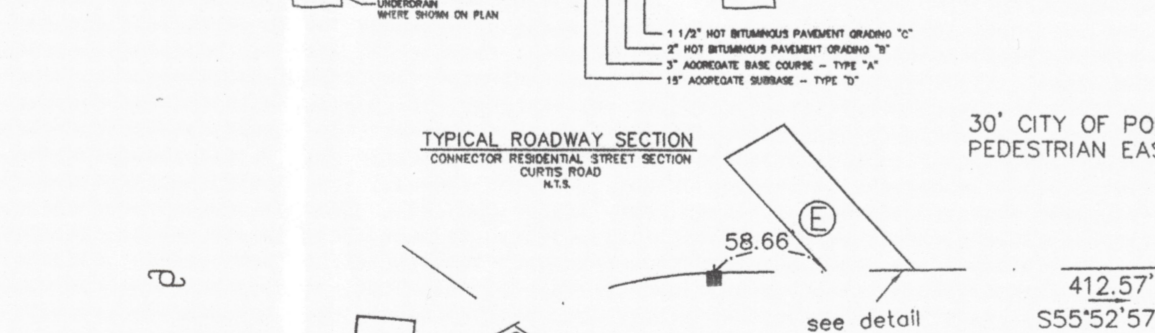 UNDERDRAIN
WHERE SHOWN ON PLAN
1 1/2" HOT BITUMINOUS PAVEMENT GRADING "C"
2" HOT BITUMINOUS PAVEMENT GRADING "B"
3" AGGREGATE BASE COURSE - TYPE "A"
15" AGGREGATE SUBBASE - TYPE "D"
TYPICAL ROADWAY SECTION
CONNECTOR RESIDENTIAL STREET SECTION
CURTIS ROAD
N.T.S.
30' CITY OF
PEDESTRIAN
E
58.66'
see detail
412.57'
S55°52'57